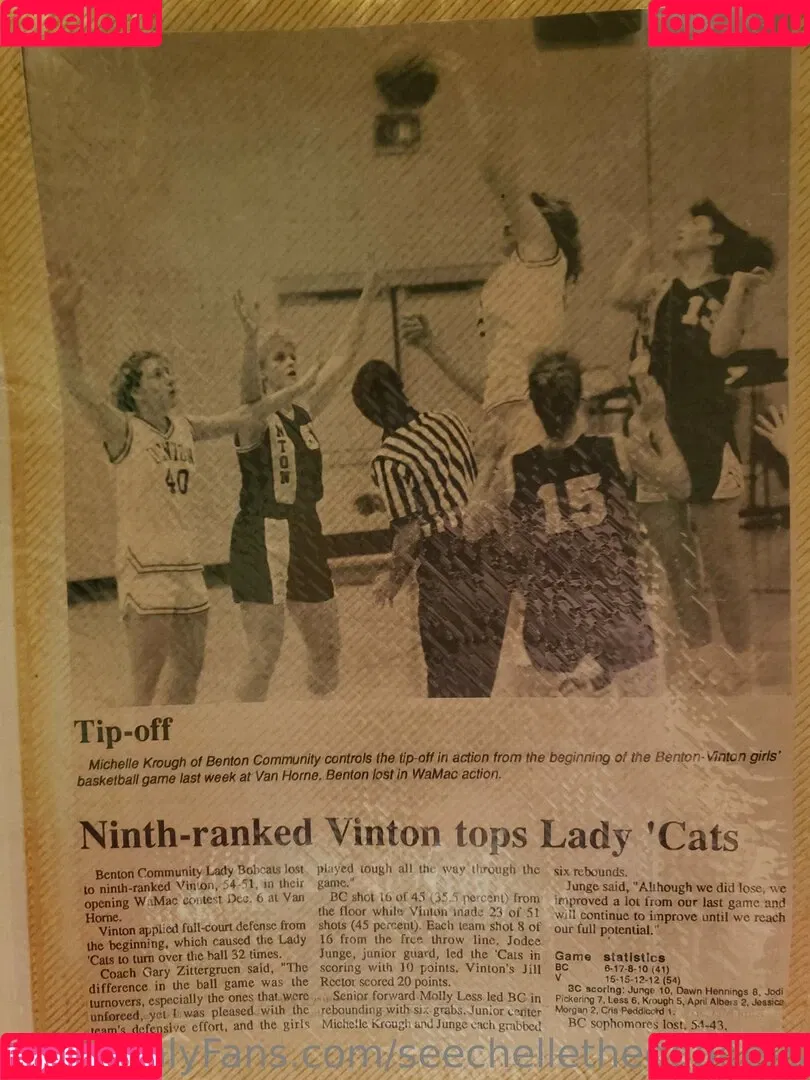 fapello.ru fapello.ru
BENTON
40
15
Tip-off
Michelle Krough of Benton Community controls the tip-off in action from the beginning of the Benton-Vinton girls'
basketball game last week at Van Horne. Benton lost in WaMac action.
Ninth-ranked Vinton tops Lady 'Cats
Benton Community Lady Bobcats lost
to ninth-ranked Vinton, 54-51, in their
opening WaMac contest Dec. 6 at Van
Horne.
Vinton applied full-court defense from
the beginning, which caused the Lady
'Cats to turn over the ball 32 times.
Coach Gary Zittergruen said, "The
difference in the ball game was the
turnovers, especially the ones that were
unforced, yet I was pleased with the
team's defensive effort, and the girls
played tough all the way through the
game."
BC shot 16 of 45 (35.5 percent) from
the floor while Vinton made 23 of 51
shots (45 percent). Each team shot 8 of
16 from the free throw line. Jodee
Junge, junior guard, led the 'Cats in
scoring with 10 points. Vinton's Jill
Rector scored 20 points.
Senior forward Molly Less led BC in
rebounding with six grabs. Junior center
Michelle Krough and Junge each grabbed
six rebounds.
Junge said, "Although we did lose, we
improved a lot from our last game and
will continue to improve until we reach
our full potential."
Game statistics
BC 6-17-8-10 (41)
V 15-15-12-12 (54)
BC scoring: Junge 10, Dawn Hennings 8, Jodi
Pickering 7, Less 6, Krough 5, April Albers 2, Jessica
Morgan 2, Cris Peddicord 1.
BC sophomores lost, 54-43.
fapello.ru fapello.ru